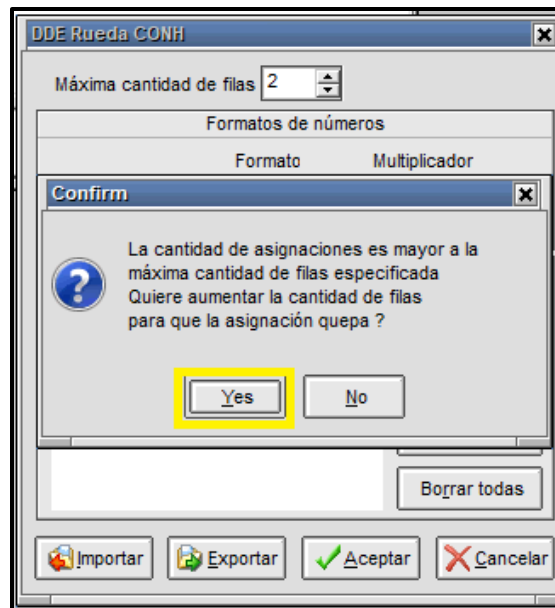 DDE Rueda CONH
Máxima cantidad de filas 2
Formatos de números
Formato Multiplicador
Confirm
La cantidad de asignaciones es mayor a la
máxima cantidad de filas especificada
Quiere aumentar la cantidad de filas
para que la asignación quepa ?
Yes No
Borrar todas
Importar Exportar Aceptar Cancelar